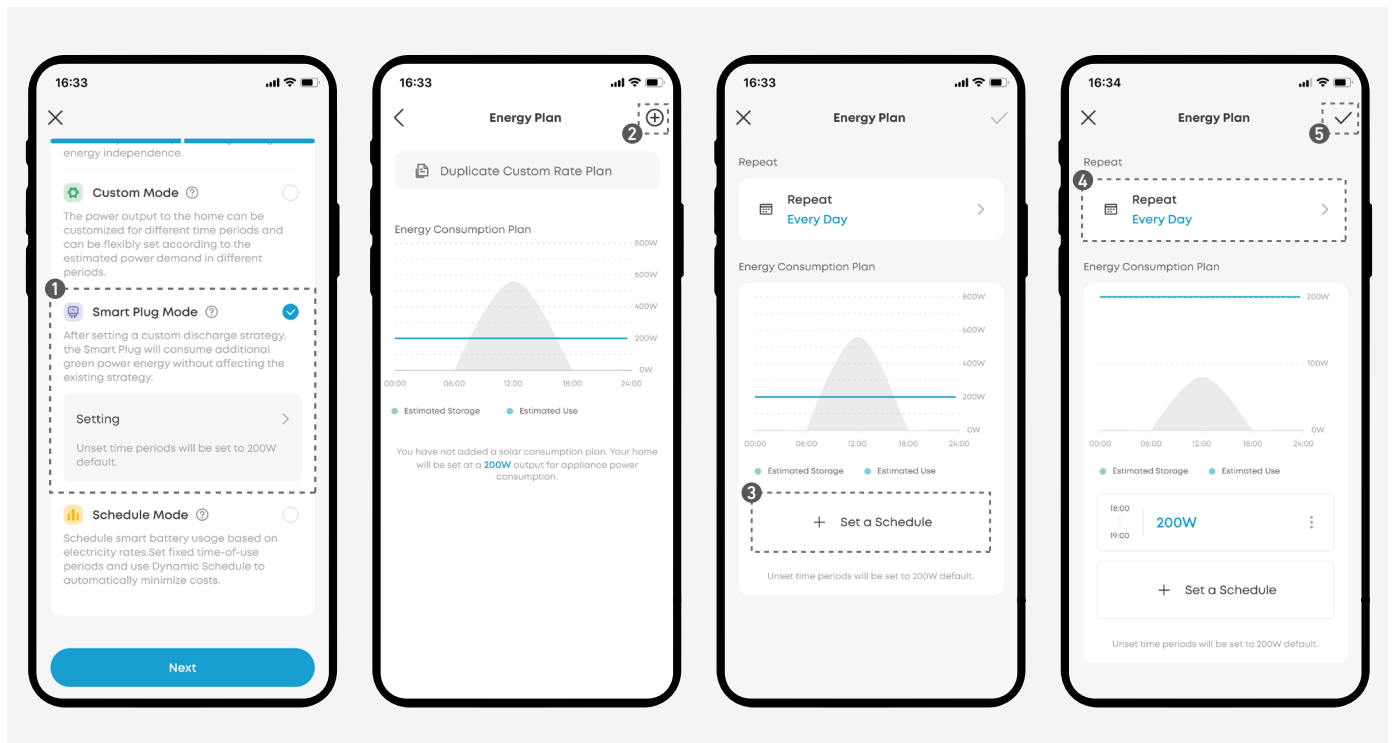 16:33
energy independence.
Custom Mode
The power output to the home can be
customized for different time periods and
can be flexibly set according to the
estimated power demand in different
periods.
1
Smart Plug Mode
After setting a custom discharge strategy,
the Smart Plug will consume additional
green power energy without affecting the
existing strategy.
Setting
Unset time periods will be set to 200W
default.
Schedule Mode
Schedule smart battery usage based on
electricity rates.Set fixed time-of-use
periods and use Dynamic Schedule to
automatically minimize costs.
Next
16:33
Energy Plan
2
Duplicate Custom Rate Plan
Energy Consumption Plan
800W
600W
400W
200W
0W
00:00 06:00 12:00 18:00 24:00
Estimated Storage Estimated Use
You have not added a solar consumption plan. Your home
will be set at a 200W output for appliance power
consumption.
16:33
Energy Plan
Repeat
Repeat
Every Day
Energy Consumption Plan
800W
600W
400W
200W
0W
00:00 06:00 12:00 18:00 24:00
Estimated Storage Estimated Use
3
+ Set a Schedule
Unset time periods will be set to 200W default.
16:34
Energy Plan
5
Repeat
4
Repeat
Every Day
Energy Consumption Plan
200W
100W
0W
00:00 06:00 12:00 18:00 24:00
Estimated Storage Estimated Use
18:00
200W
19:00
+ Set a Schedule
Unset time periods will be set to 200W default.